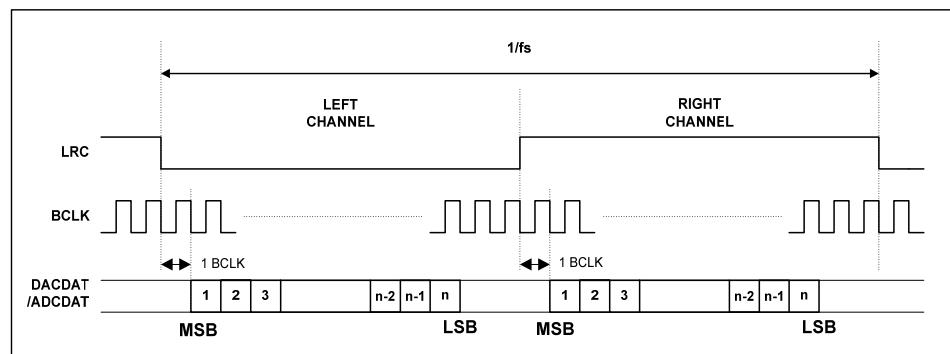 1/fs
LEFT
CHANNEL
RIGHT
CHANNEL
LRC
BCLK
1 BCLK
1 BCLK
DACDAT
/ADCDAT
1 2 3 n-2 n-1 n 1 2 3 n-2 n-1 n
MSB LSB MSB LSB